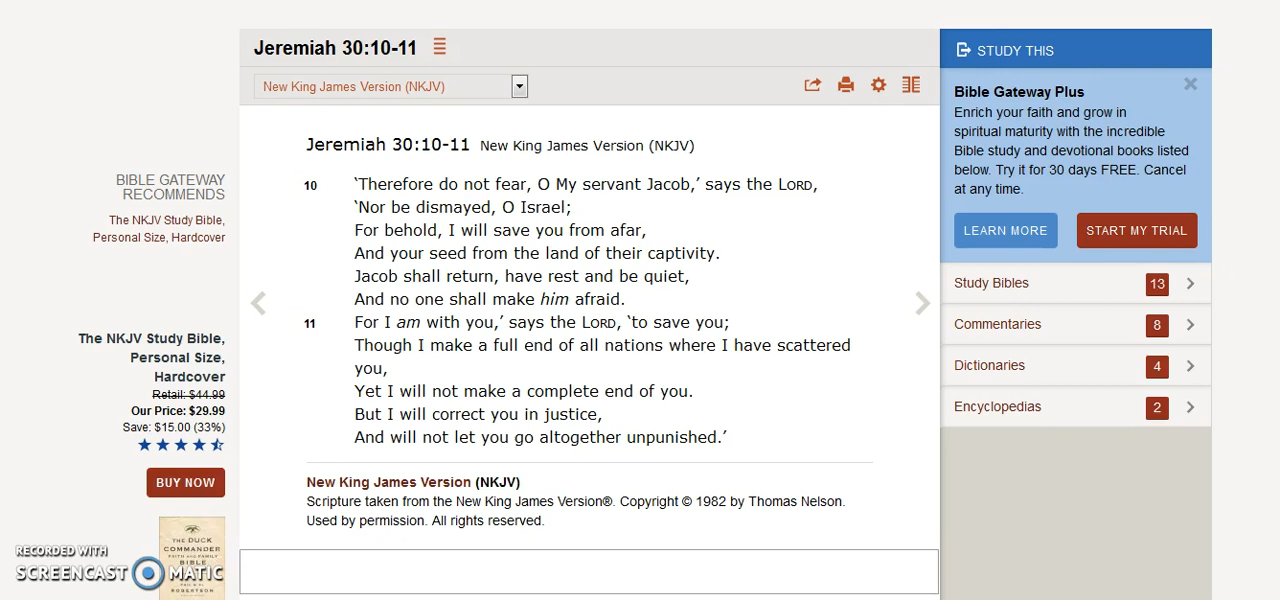 Jeremiah 30:10-11
New King James Version (NKJV)
Jeremiah 30:10-11 New King James Version (NKJV)
10 ‘Therefore do not fear, O My servant Jacob,’ says the LORD,
‘Nor be dismayed, O Israel;
For behold, I will save you from afar,
And your seed from the land of their captivity.
Jacob shall return, have rest and be quiet,
And no one shall make him afraid.
11 For I am with you,’ says the LORD, ‘to save you;
Though I make a full end of all nations where I have scattered
you,
Yet I will not make a complete end of you.
But I will correct you in justice,
And will not let you go altogether unpunished.’
New King James Version (NKJV)
Scripture taken from the New King James Version®. Copyright © 1982 by Thomas Nelson.
Used by permission. All rights reserved.
BIBLE GATEWAY
RECOMMENDS
The NKJV Study Bible,
Personal Size, Hardcover
The NKJV Study Bible,
Personal Size,
Hardcover
Retail: $44.99
Our Price: $29.99
Save: $15.00 (33%)
BUY NOW
THE DUCK
COMMANDER
FAITH AND FAMILY
BIBLE
ROBERTSON
RECORDED WITH
SCREENCAST MATIC
STUDY THIS
Bible Gateway Plus
Enrich your faith and grow in
spiritual maturity with the incredible
Bible study and devotional books listed
below. Try it for 30 days FREE. Cancel
at any time.
LEARN MORE
START MY TRIAL
Study Bibles 13
Commentaries 8
Dictionaries 4
Encyclopedias 2